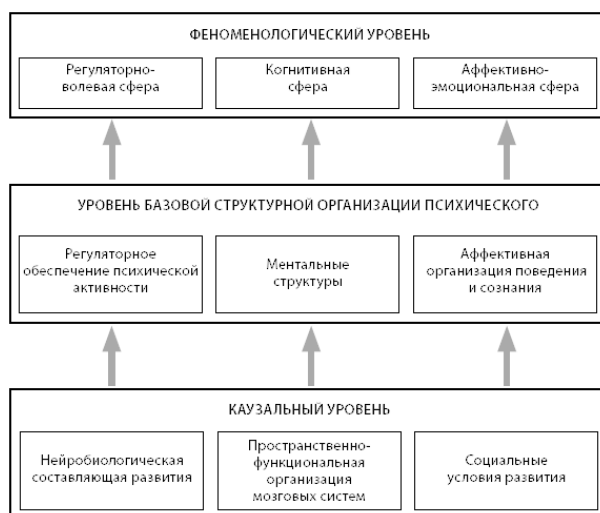 ФЕНОМЕНОЛОГИЧЕСКИЙ УРОВЕНЬ
Регуляторно-
волевая сфера
Когнитивная
сфера
Аффективно-
эмоциональная сфера
УРОВЕНЬ БАЗОВОЙ СТРУКТУРНОЙ ОРГАНИЗАЦИИ ПСИХИЧЕСКОГО
Регуляторное
обеспечение психической
активности
Ментальные
структуры
Аффективная
организация поведения
и сознания
КАУЗАЛЬНЫЙ УРОВЕНЬ
Нейробиологическая
составляющая развития
Пространственно-
функциональная
организация
мозговых систем
Социальные
условия развития